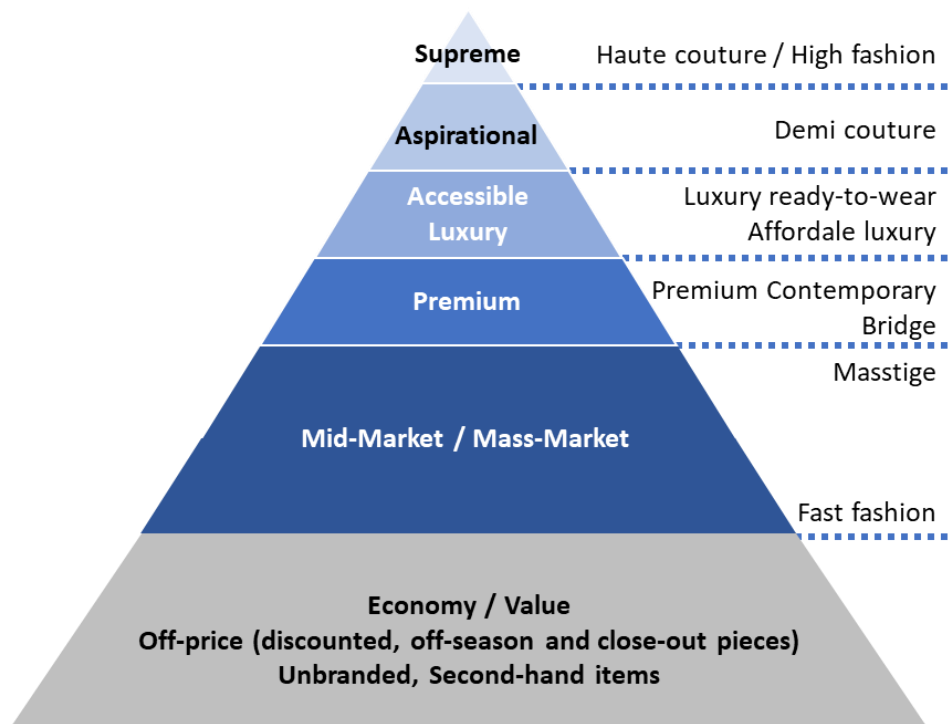 Supreme
Haute couture / High fashion
Aspirational
Demi couture
Accessible
Luxury
Luxury ready-to-wear
Affordale luxury
Premium
Premium Contemporary
Bridge
Masstige
Mid-Market / Mass-Market
Fast fashion
Economy / Value
Off-price (discounted, off-season and close-out pieces)
Unbranded, Second-hand items